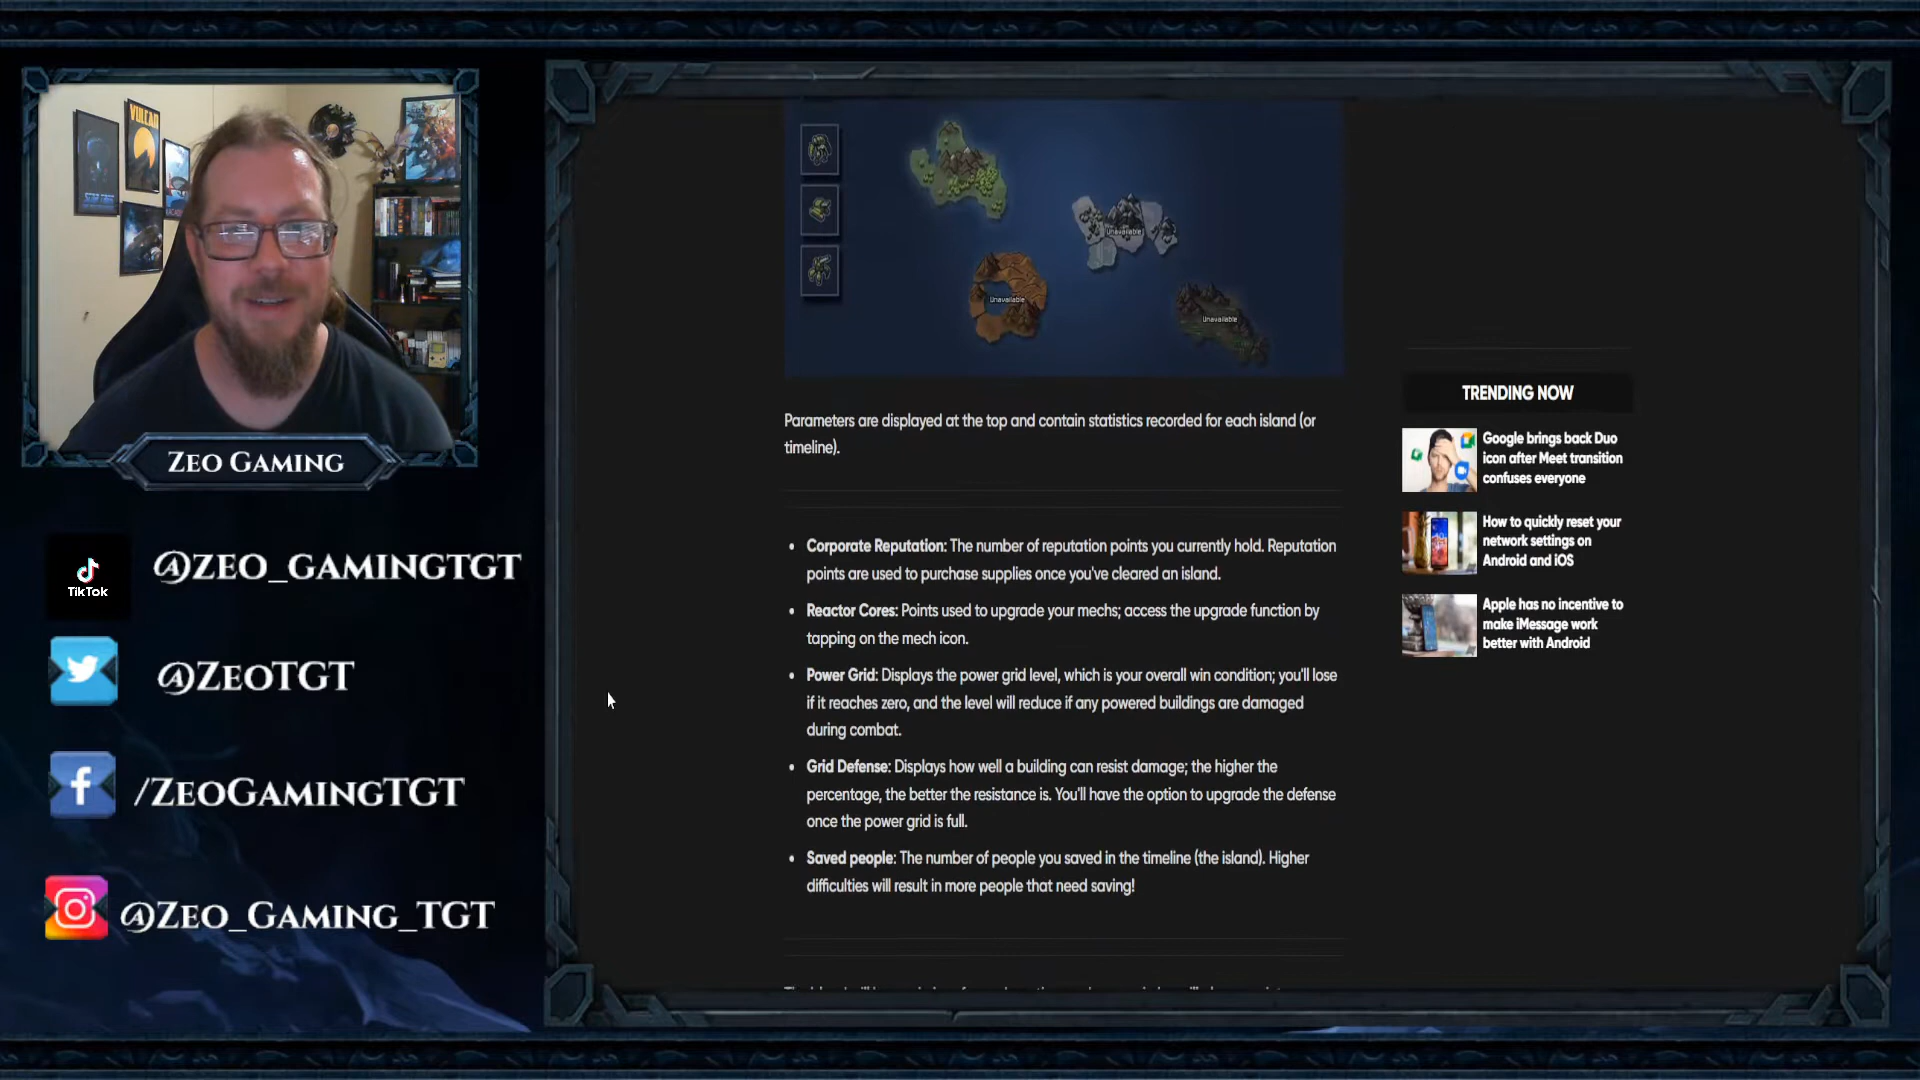 VULCAN
ZEO GAMING
TikTok
@ZEO_GAMINGTGT
@ZEOTGT
/ZEOGAMINGTGT
@ZEO_GAMING_TGT
Unavailable
Unavailable
Unavailable
Parameters are displayed at the top and contain statistics recorded for each island (or
timeline).
• Corporate Reputation: The number of reputation points you currently hold. Reputation
points are used to purchase supplies once you've cleared an island.
• Reactor Cores: Points used to upgrade your mechs; access the upgrade function by
tapping on the mech icon.
• Power Grid: Displays the power grid level, which is your overall win condition; you'll lose
if it reaches zero, and the level will reduce if any powered buildings are damaged
during combat.
• Grid Defense: Displays how well a building can resist damage; the higher the
percentage, the better the resistance is. You'll have the option to upgrade the defense
once the power grid is full.
• Saved people: The number of people you saved in the timeline (the island). Higher
difficulties will result in more people that need saving!
TRENDING NOW
Google brings back Duo
icon after Meet transition
confuses everyone
How to quickly reset your
network settings on
Android and iOS
Apple has no incentive to
make iMessage work
better with Android